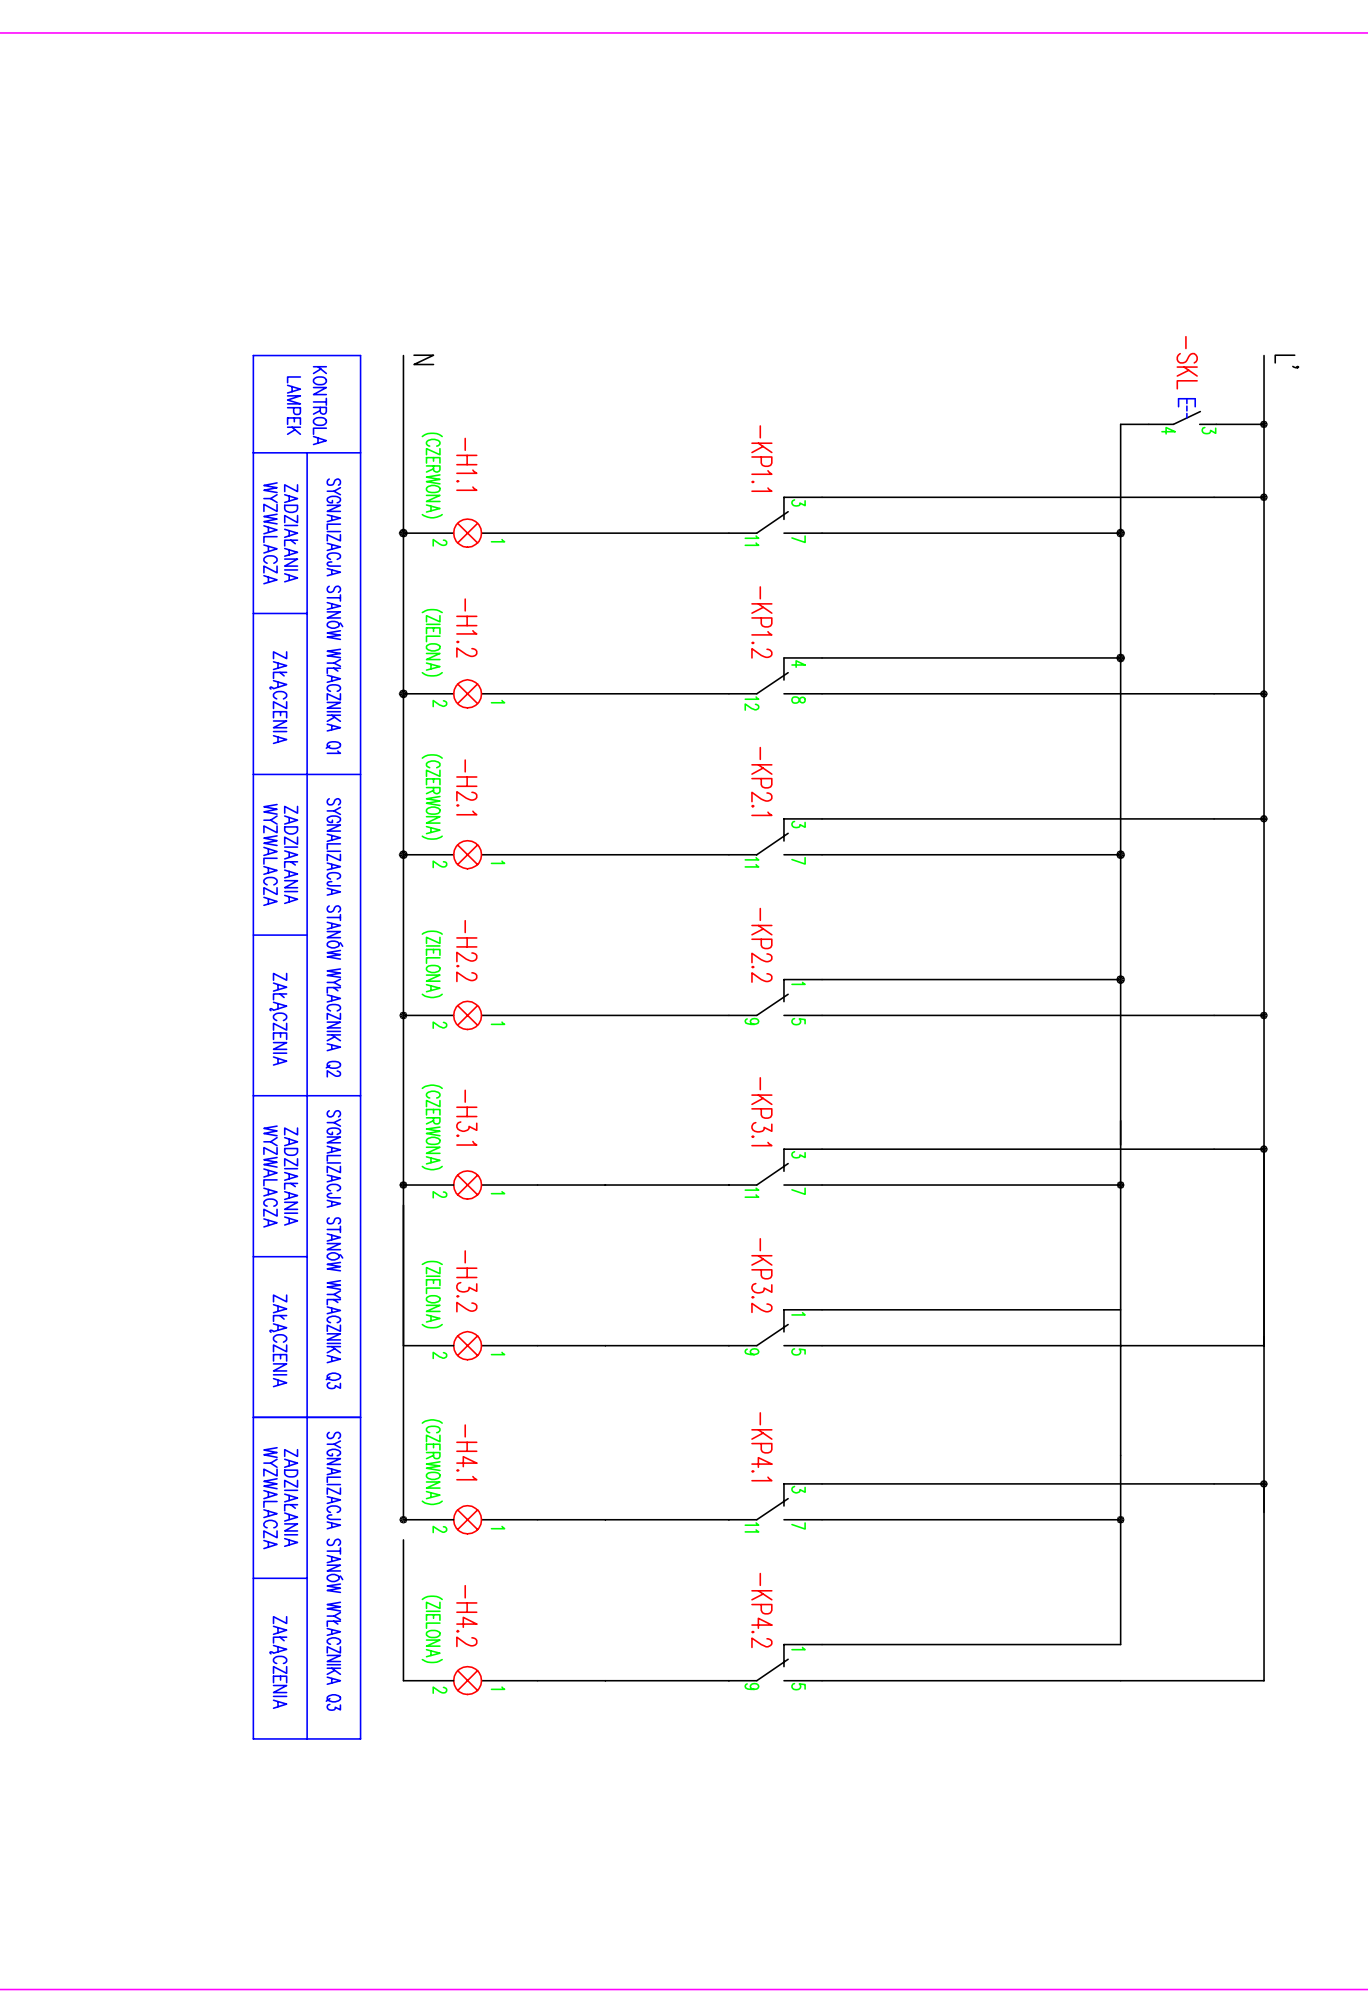 L'
-SKL
3
4
-KP1.1
3
7
11
-KP1.2
4
8
12
-KP2.1
3
7
11
-KP2.2
1
5
9
-KP3.1
3
7
11
-KP3.2
1
5
9
-KP4.1
3
7
11
-KP4.2
1
5
9
-H1.1
(CZERWONA)
1
2
-H1.2
(ZIELONA)
1
2
-H2.1
(CZERWONA)
1
2
-H2.2
(ZIELONA)
1
2
-H3.1
(CZERWONA)
1
2
-H3.2
(ZIELONA)
1
2
-H4.1
(CZERWONA)
1
2
-H4.2
(ZIELONA)
1
2
N
KONTROLA
LAMPEK
SYGNALIZACJA STANÓW WYŁACZNIKA Q1
ZADZIAŁANIA
WYZWALACZA
ZAŁĄCZENIA
SYGNALIZACJA STANÓW WYŁACZNIKA Q2
ZADZIAŁANIA
WYZWALACZA
ZAŁĄCZENIA
SYGNALIZACJA STANÓW WYŁACZNIKA Q3
ZADZIAŁANIA
WYZWALACZA
ZAŁĄCZENIA
SYGNALIZACJA STANÓW WYŁACZNIKA Q3
ZADZIAŁANIA
WYZWALACZA
ZAŁĄCZENIA